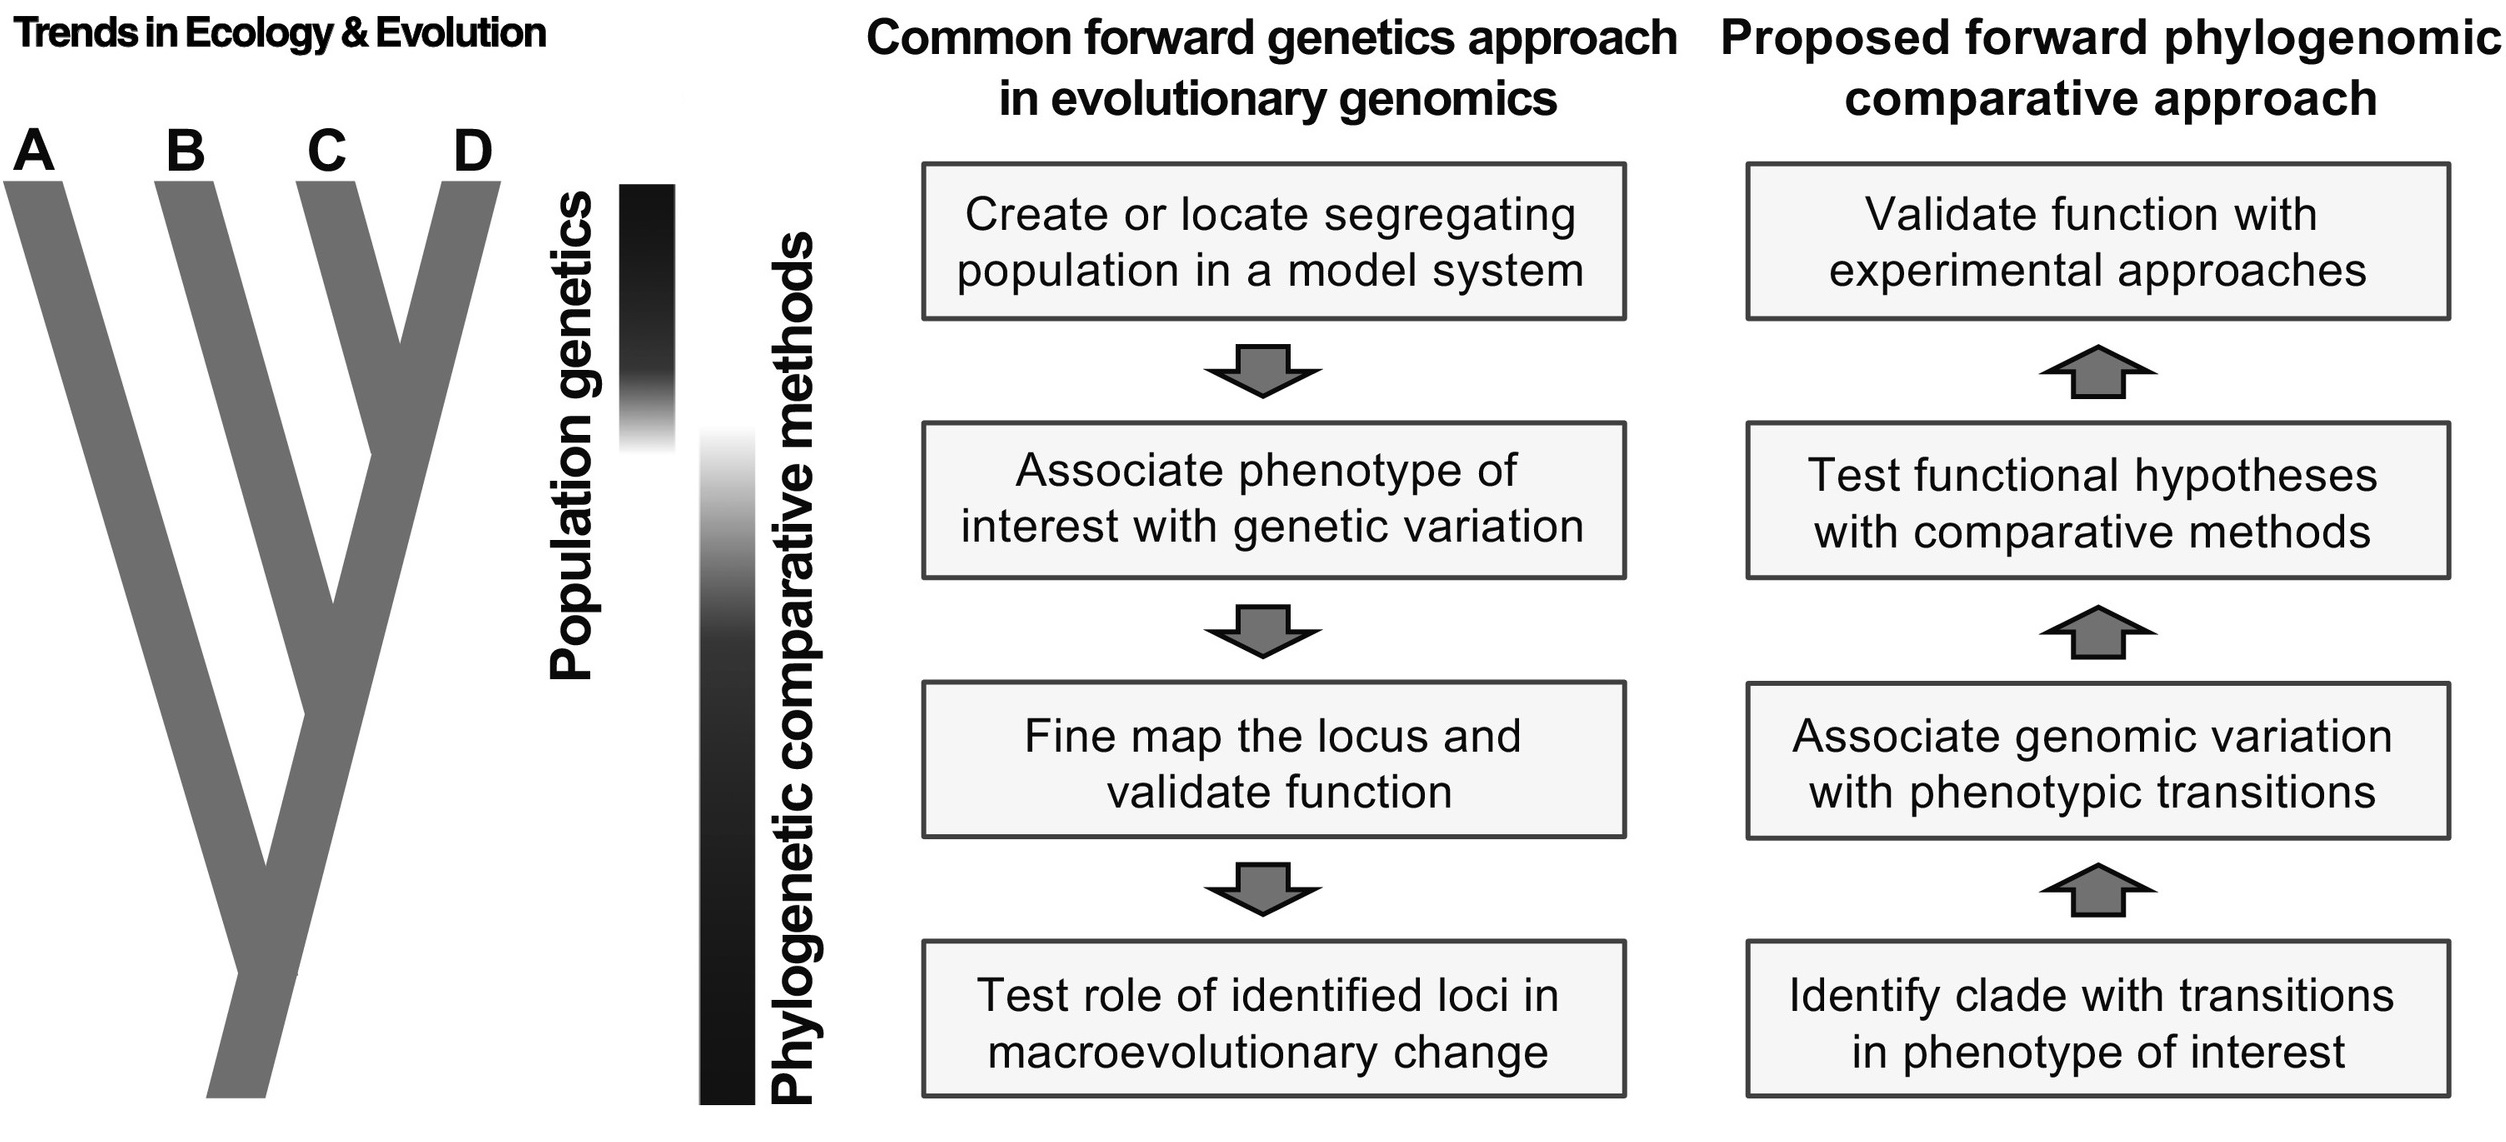 Trends in Ecology & Evolution
A B C D
Population genetics
Phylogenetic comparative methods
Common forward genetics approach
in evolutionary genomics
Create or locate segregating
population in a model system
Associate phenotype of
interest with genetic variation
Fine map the locus and
validate function
Test role of identified loci in
macroevolutionary change
Proposed forward phylogenomic
comparative approach
Validate function with
experimental approaches
Test functional hypotheses
with comparative methods
Associate genomic variation
with phenotypic transitions
Identify clade with transitions
in phenotype of interest